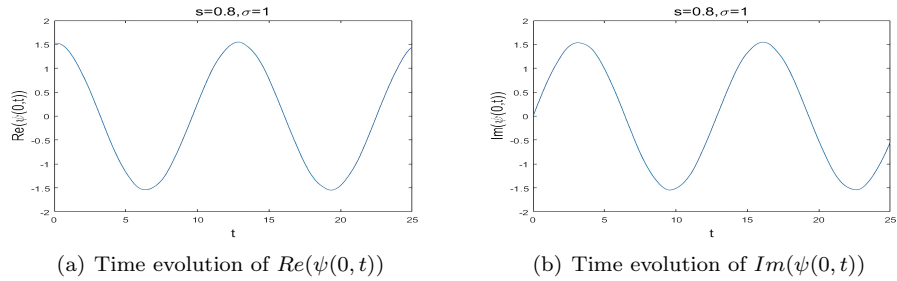 s=0.8,σ=1
2
1.5
1
0.5
0
-0.5
-1
-1.5
-2
Re(ψ(0,t))
0 5 10 15 20 25
t
(a) Time evolution of Re(ψ(0, t))
s=0.8,σ=1
2
1.5
1
0.5
0
-0.5
-1
-1.5
-2
Im(ψ(0,t))
0 5 10 15 20 25
t
(b) Time evolution of Im(ψ(0, t))